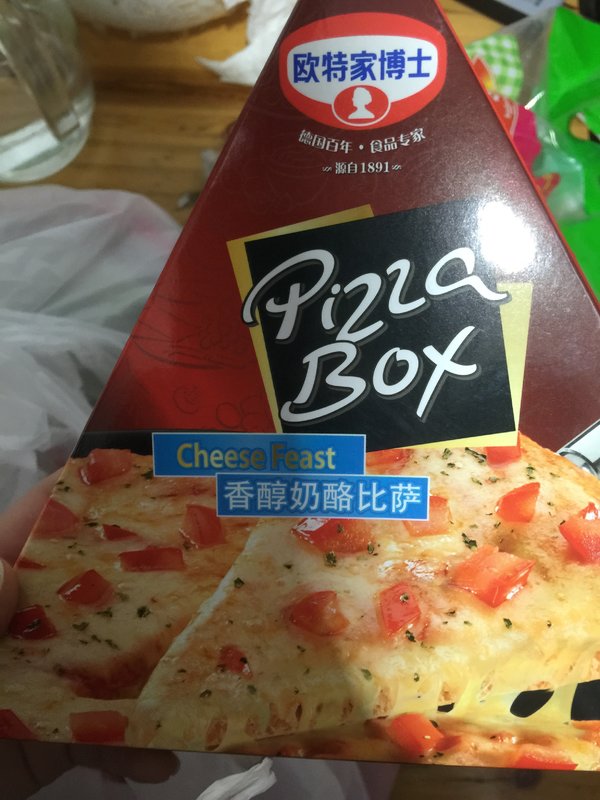 欧特家博士
德国百年·食品专家
源自1891
Pizza
Box
Cheese Feast
香醇奶酪比萨